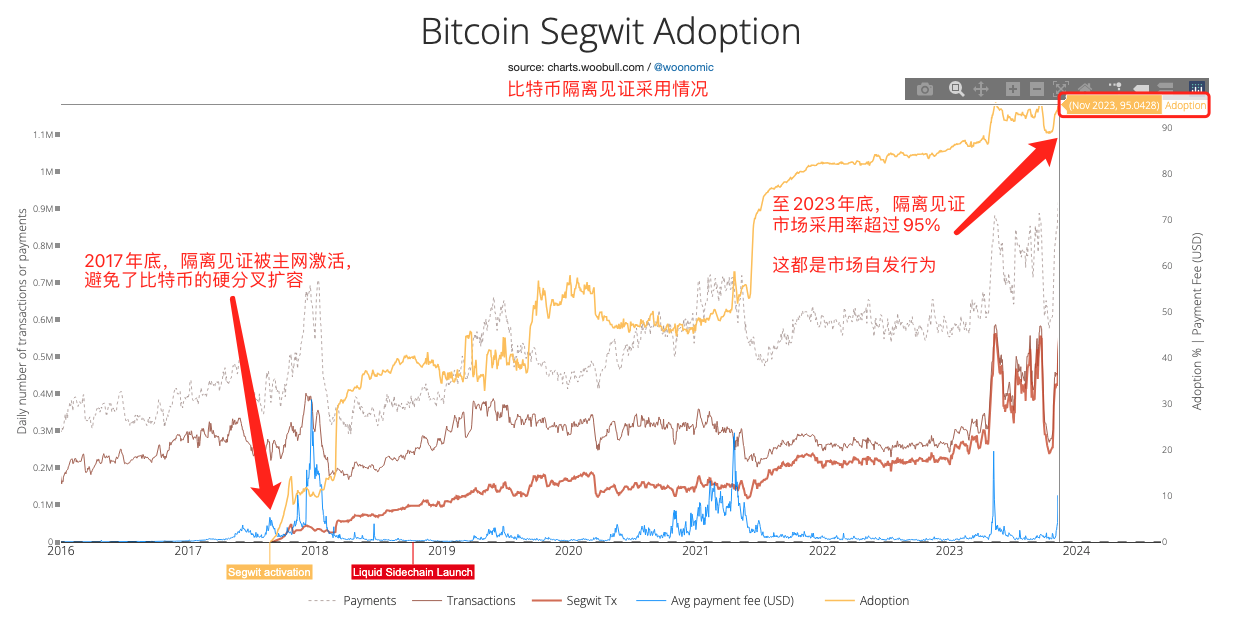 Bitcoin Segwit Adoption
source: charts.woobull.com / @woonomic
比特币隔离见证采用情况
(Nov 2023, 95.0428) Adoption
1.1M
1M
0.9M
0.8M
0.7M
0.6M
0.5M
0.4M
0.3M
0.2M
0.1M
0
Daily number of transactions or payments
2017年底，隔离见证被主网激活，
避免了比特币的硬分叉扩容
至2023年底，隔离见证
市场采用率超过95%
这都是市场自发行为
90
80
70
60
50
40
30
20
10
0
Adoption % | Payment Fee (USD)
2016 2017 2018 2019 2020 2021 2022 2023 2024
Segwit activation Liquid Sidechain Launch
Payments Transactions Segwit Tx Avg payment fee (USD) Adoption